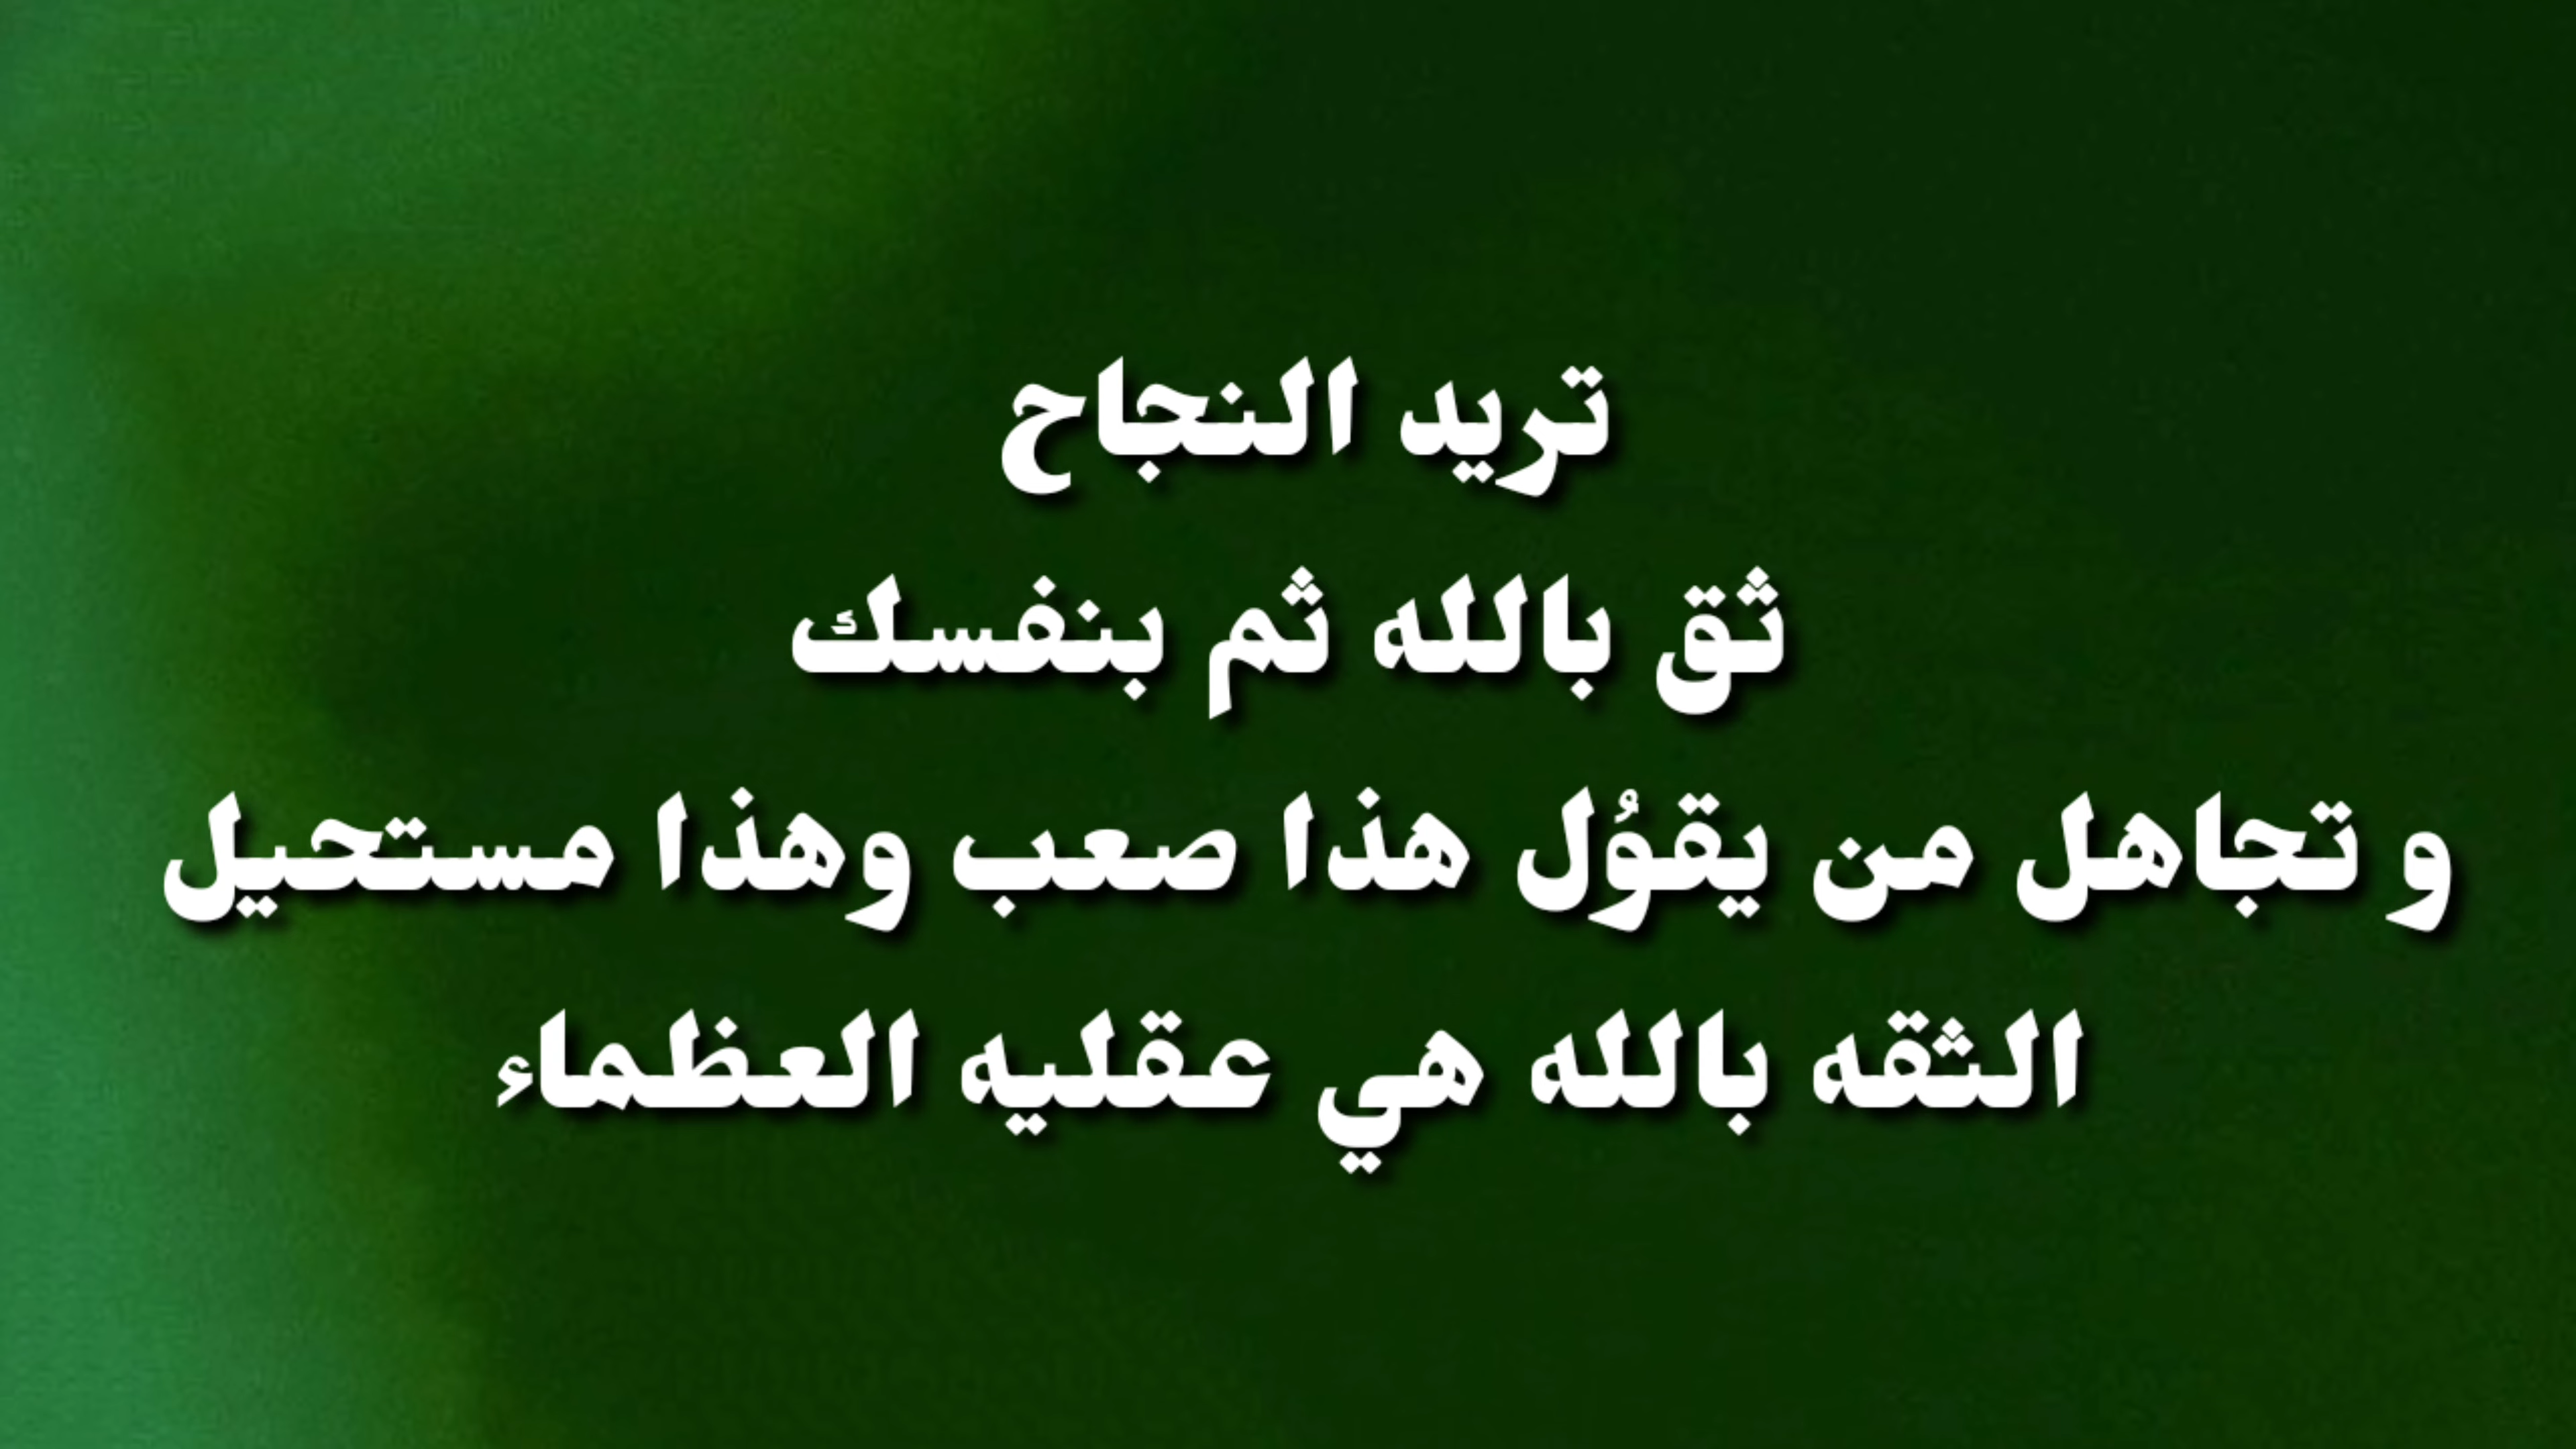 تريد النجاح
ثق بالله ثم بنفسك
و تجاهل من يقوُل هذا صعب وهذا مستحيل
الثقه بالله هي عقليه العظماء